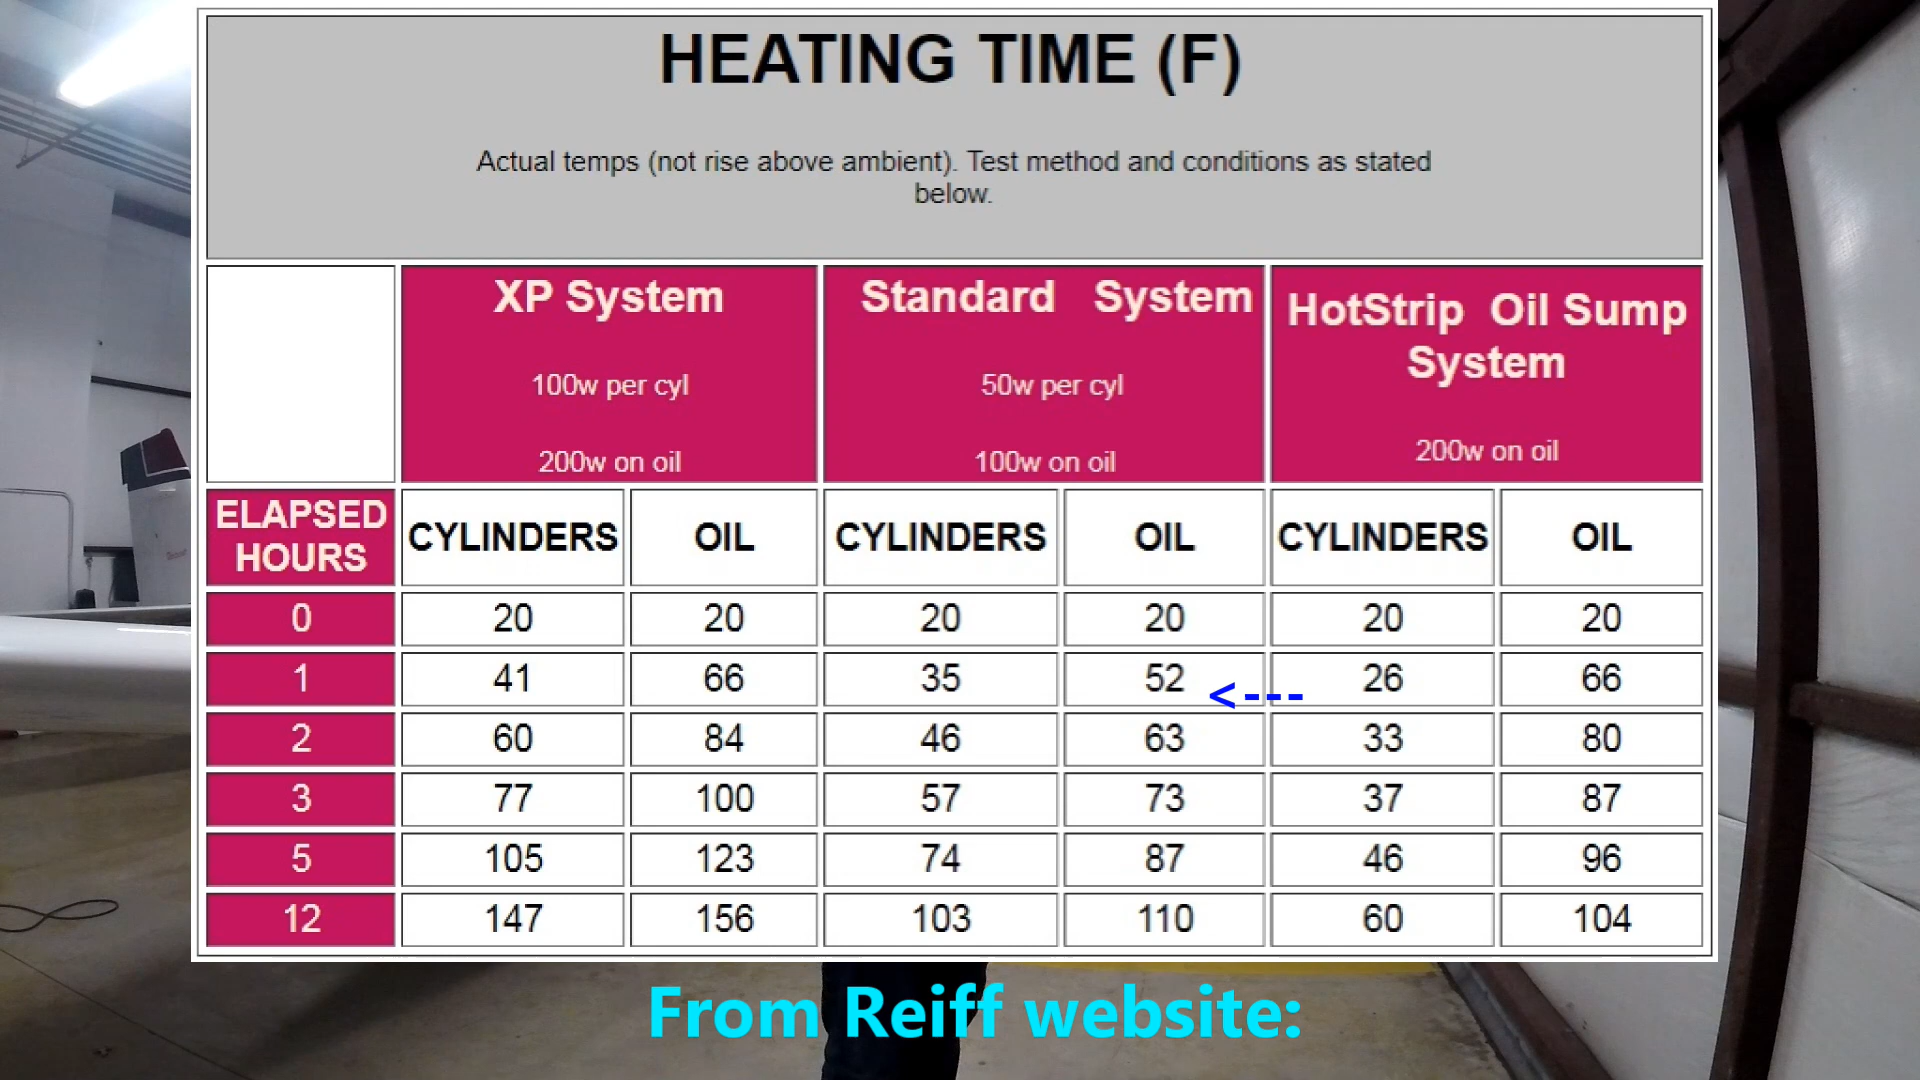 HEATING TIME (F)
Actual temps (not rise above ambient). Test method and conditions as stated
below.
XP System
100w per cyl
200w on oil
Standard System
50w per cyl
100w on oil
HotStrip Oil Sump
System
200w on oil
ELAPSED
HOURS
CYLINDERS OIL CYLINDERS OIL CYLINDERS OIL
0 20 20 20 20 20 20
1 41 66 35 52 <--- 26 66
2 60 84 46 63 33 80
3 77 100 57 73 37 87
5 105 123 74 87 46 96
12 147 156 103 110 60 104
From Reiff website: